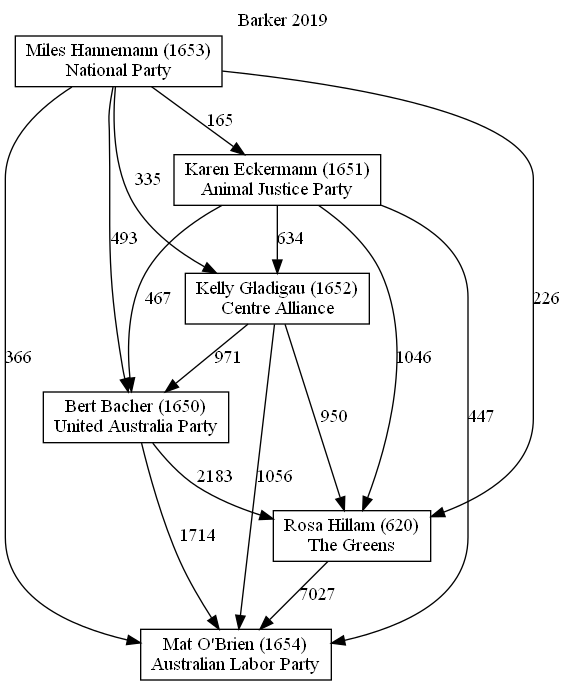 Barker 2019
Miles Hannemann (1653)
National Party
165
Karen Eckermann (1651)
Animal Justice Party
335
493
634
467
226
Kelly Gladigau (1652)
Centre Alliance
366
971
1046
447
950
Bert Bacher (1650)
United Australia Party
2183
1056
1714
Rosa Hillam (620)
The Greens
7027
Mat O'Brien (1654)
Australian Labor Party